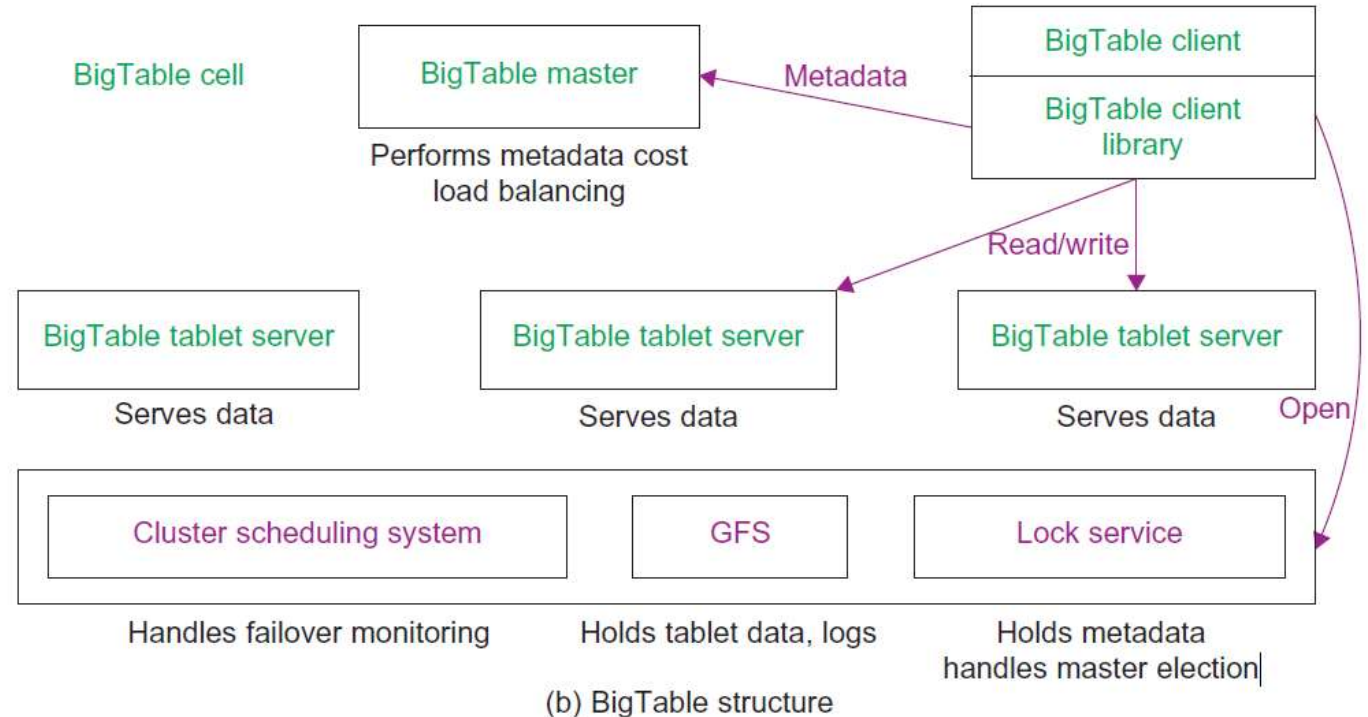 BigTable cell
BigTable master
Metadata
BigTable client
BigTable client
library
Performs metadata cost
load balancing
Read/write
BigTable tablet server
BigTable tablet server
BigTable tablet server
Serves data
Serves data
Serves data
Open
Cluster scheduling system
GFS
Lock service
Handles failover monitoring
Holds tablet data, logs
Holds metadata
handles master election
(b) BigTable structure